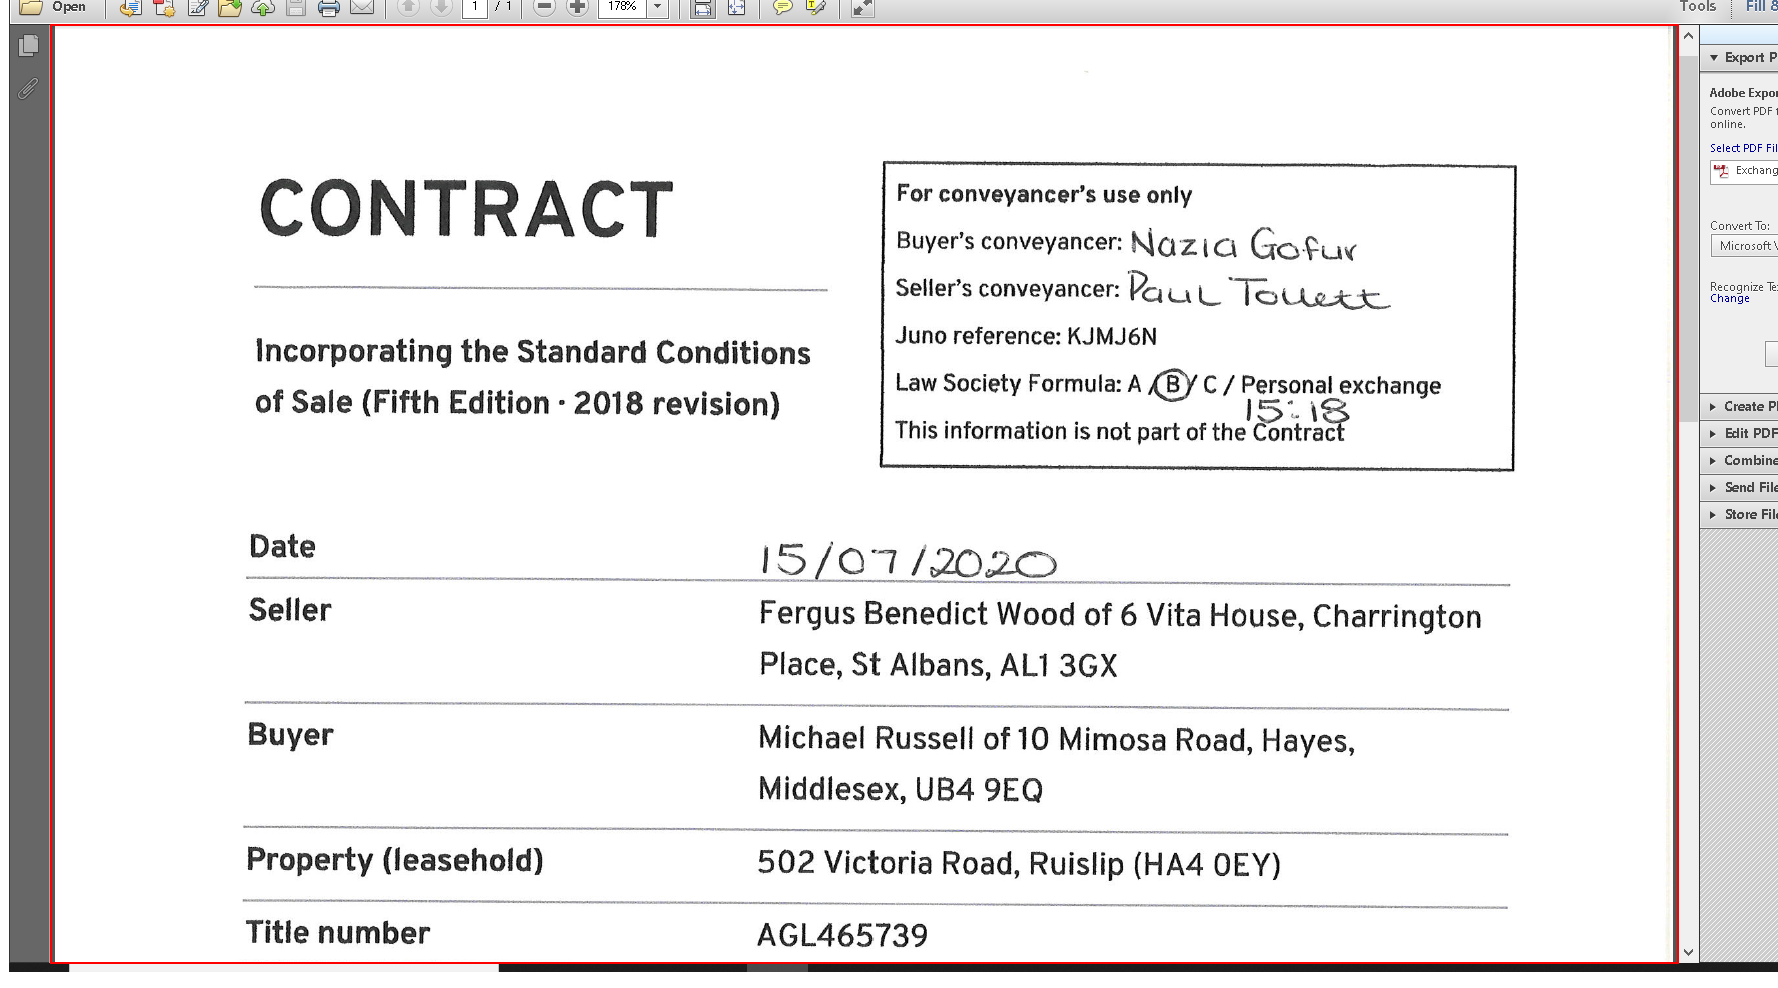 Open
1 / 1
178%
Tools
Fill &
CONTRACT
Incorporating the Standard Conditions
of Sale (Fifth Edition · 2018 revision)
For conveyancer's use only
Buyer's conveyancer: Nazia Gofur
Seller's conveyancer: Paul Tollett
Juno reference: KJMJ6N
Law Society Formula: A / B / C / Personal exchange
15:18
This information is not part of the Contract
Date 15/07/2020
Seller Fergus Benedict Wood of 6 Vita House, Charrington
Place, St Albans, AL1 3GX
Buyer Michael Russell of 10 Mimosa Road, Hayes,
Middlesex, UB4 9EQ
Property (leasehold) 502 Victoria Road, Ruislip (HA4 0EY)
Title number AGL465739
Export P
Adobe Expor
Convert PDF
online.
Select PDF Fil
Exchang
Convert To:
Microsoft
Recognize Te
Change
Create P
Edit PDF
Combine
Send File
Store File